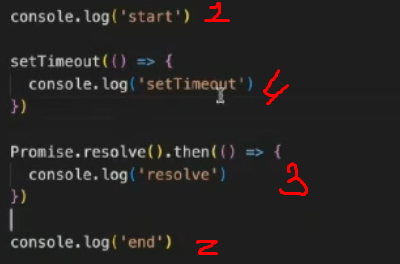 console.log('start') 1
setTimeout(() => {
  console.log('setTimeout') 4
})
Promise.resolve().then(() => {
  console.log('resolve') 3
})
console.log('end') 2